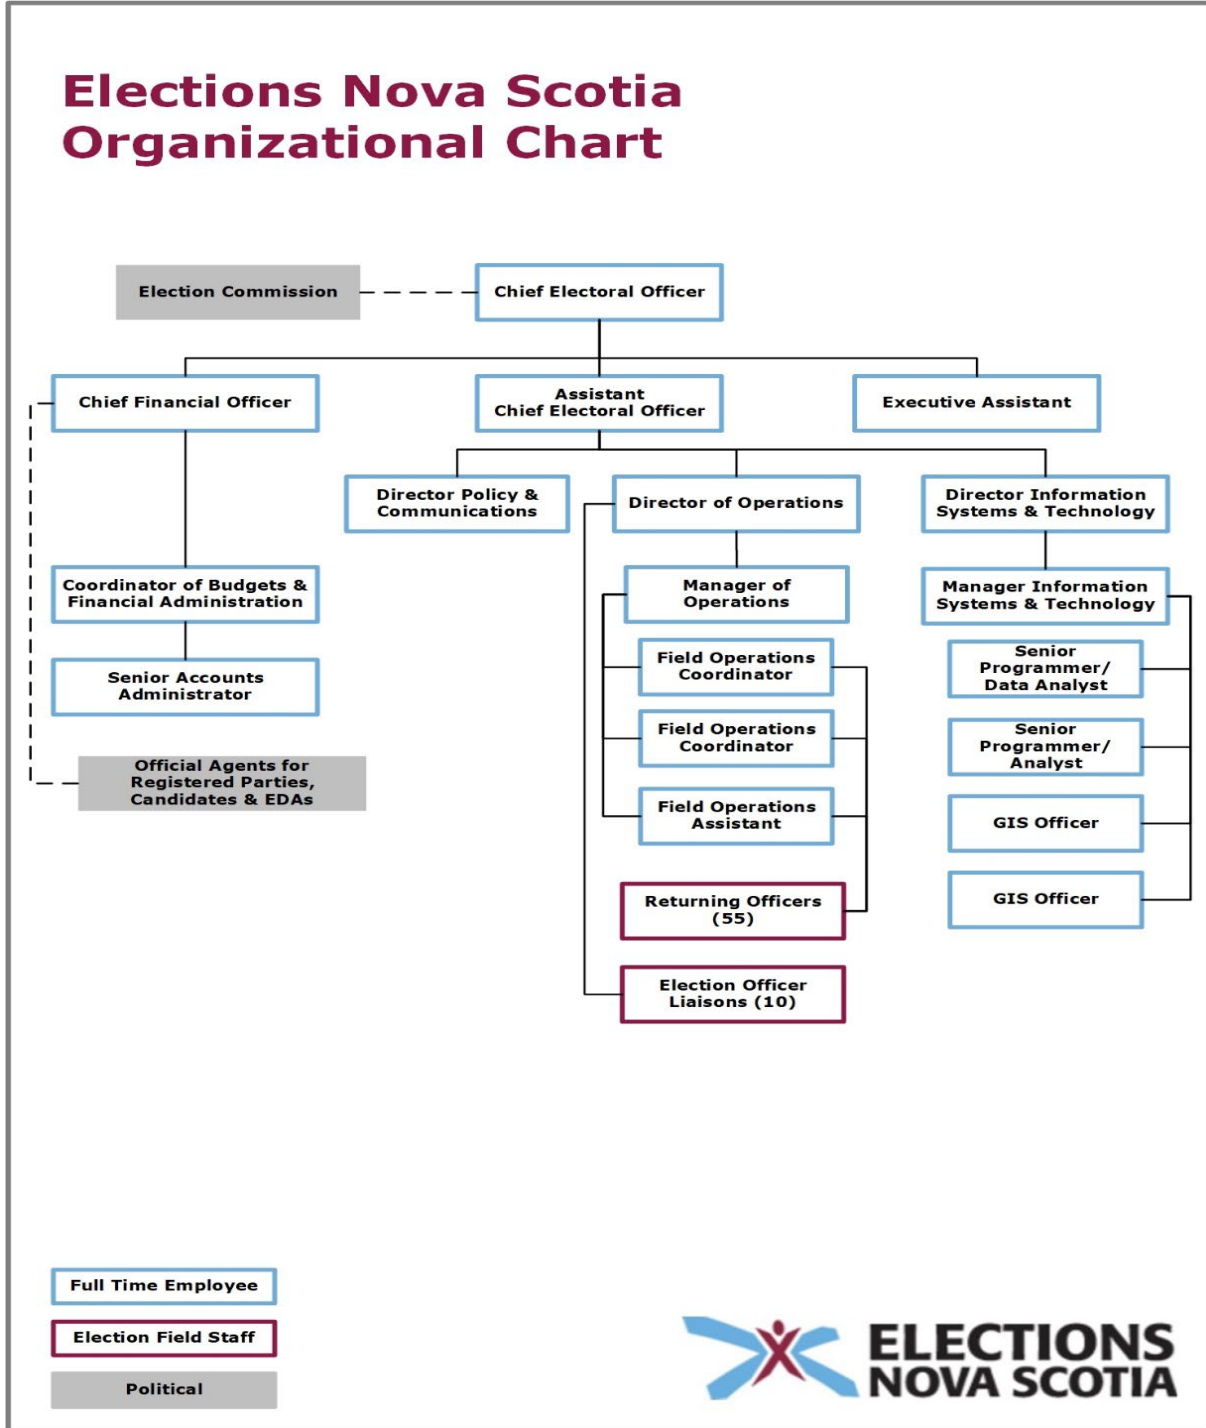 Elections Nova Scotia
Organizational Chart
Election Commission
Chief Electoral Officer
Chief Financial Officer
Assistant
Chief Electoral Officer
Executive Assistant
Director Policy &
Communications
Director of Operations
Director Information
Systems & Technology
Coordinator of Budgets &
Financial Administration
Manager of
Operations
Manager Information
Systems & Technology
Senior Accounts
Administrator
Field Operations
Coordinator
Senior
Programmer/
Data Analyst
Field Operations
Coordinator
Senior
Programmer/
Analyst
Official Agents for
Registered Parties,
Candidates & EDAs
Field Operations
Assistant
GIS Officer
Returning Officers
(55)
GIS Officer
Election Officer
Liaisons (10)
Full Time Employee
Election Field Staff
Political
ELECTIONS
NOVA SCOTIA